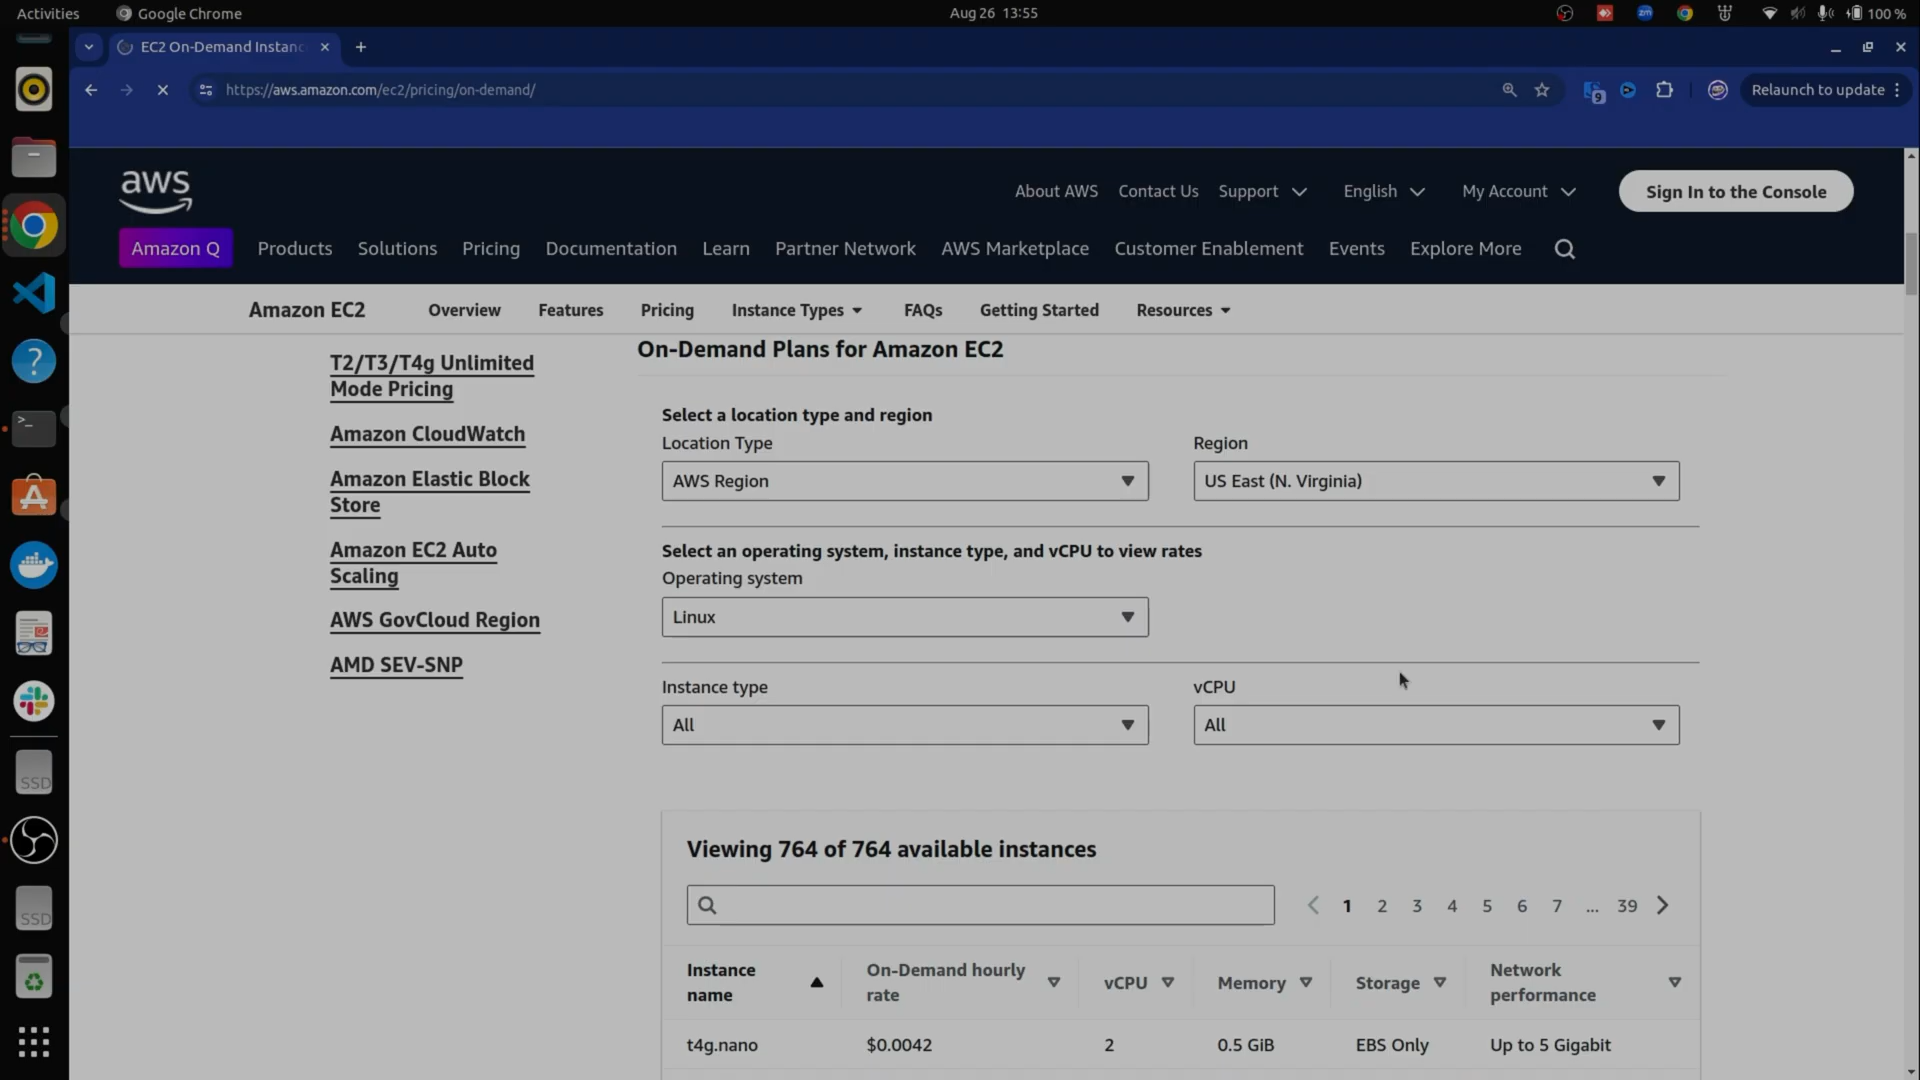 Activities Google Chrome Aug 26 13:55 zm 100 %
EC2 On-Demand Instanc
https://aws.amazon.com/ec2/pricing/on-demand/ 9 Relaunch to update
aws
About AWS Contact Us Support English My Account Sign In to the Console
Amazon Q Products Solutions Pricing Documentation Learn Partner Network AWS Marketplace Customer Enablement Events Explore More
Amazon EC2 Overview Features Pricing Instance Types FAQs Getting Started Resources
T2/T3/T4g Unlimited
Mode Pricing
Amazon CloudWatch
Amazon Elastic Block
Store
Amazon EC2 Auto
Scaling
AWS GovCloud Region
AMD SEV-SNP
On-Demand Plans for Amazon EC2
Select a location type and region
Location Type Region
AWS Region US East (N. Virginia)
Select an operating system, instance type, and vCPU to view rates
Operating system
Linux
Instance type vCPU
All All
Viewing 764 of 764 available instances
1 2 3 4 5 6 7 ... 39
Instance name On-Demand hourly rate vCPU Memory Storage Network performance
t4g.nano $0.0042 2 0.5 GiB EBS Only Up to 5 Gigabit
SSD
SSD